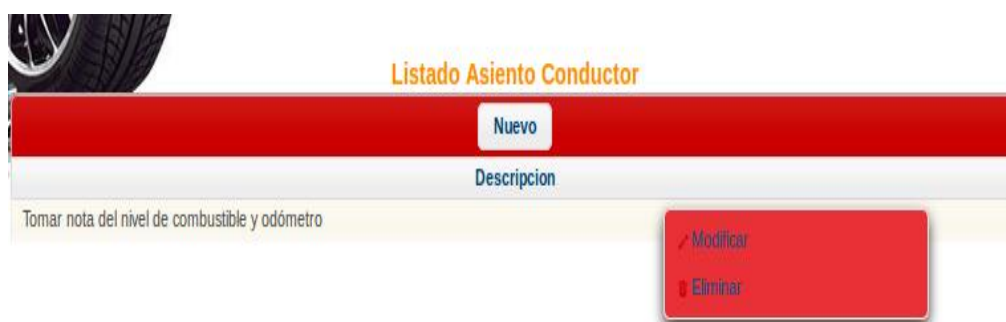 Listado Asiento Conductor
Nuevo
Descripcion
Tomar nota del nivel de combustible y odómetro
Modificar
Eliminar